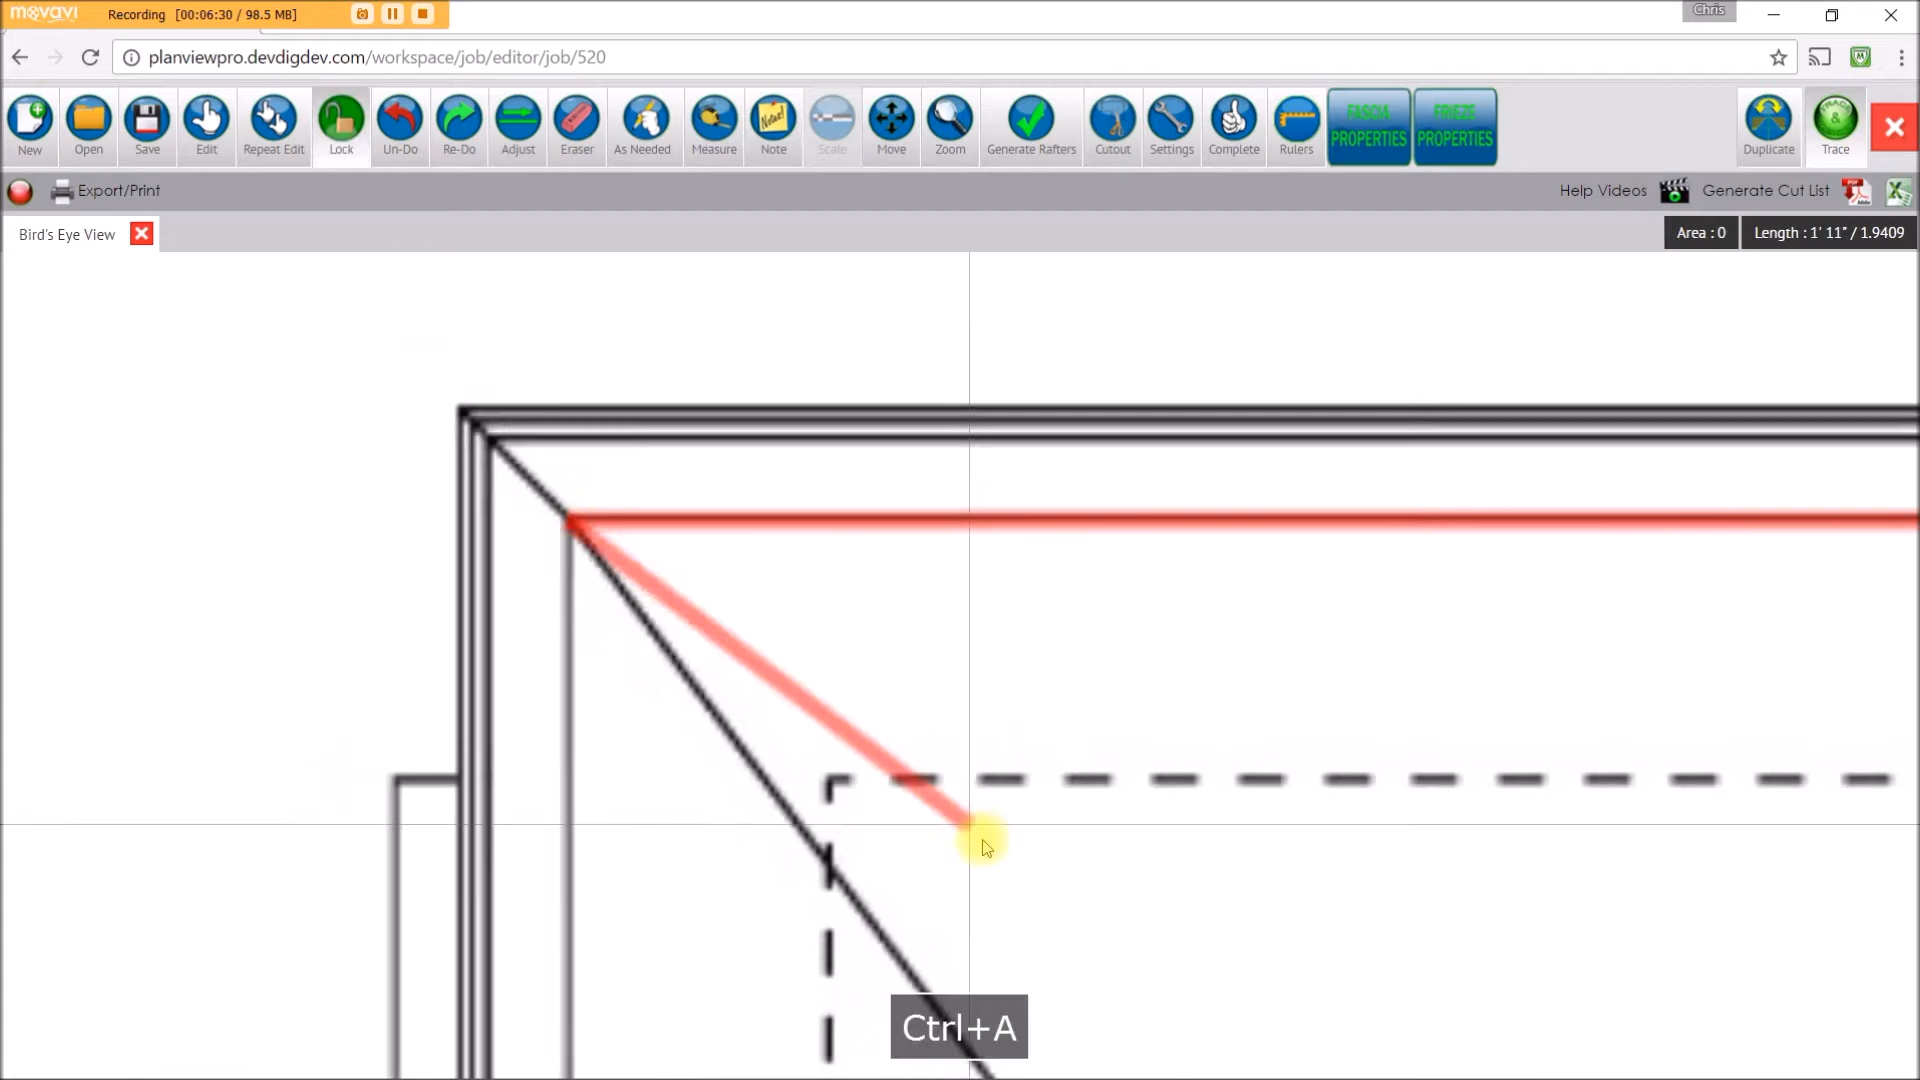 movavi
Recording [00:06:30 / 98.5 MB]
Chris
planviewpro.devdigdev.com/workspace/job/editor/job/520
New
Open
Save
Edit
Repeat Edit
Lock
Un-Do
Re-Do
Adjust
Eraser
As Needed
Measure
Note
Scale
Move
Zoom
Generate Rafters
Cutout
Settings
Complete
Rulers
FASCIA
PROPERTIES
FRIEZE
PROPERTIES
Duplicate
Trace
Export/Print
Help Videos
Generate Cut List
Bird's Eye View
Area : 0
Length : 1' 11" / 1.9409
Ctrl+A